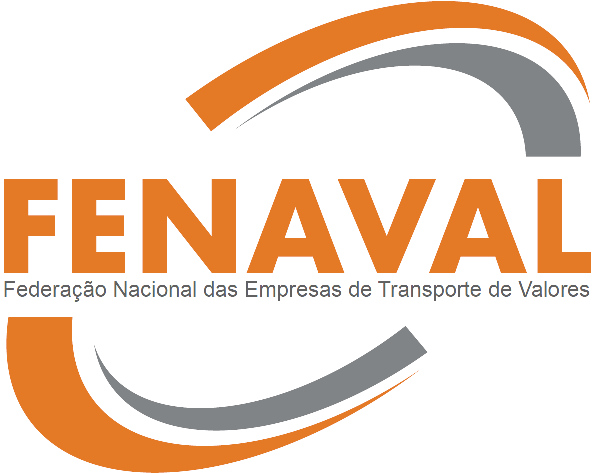 FENAVAL
Federação Nacional das Empresas de Transporte de Valores